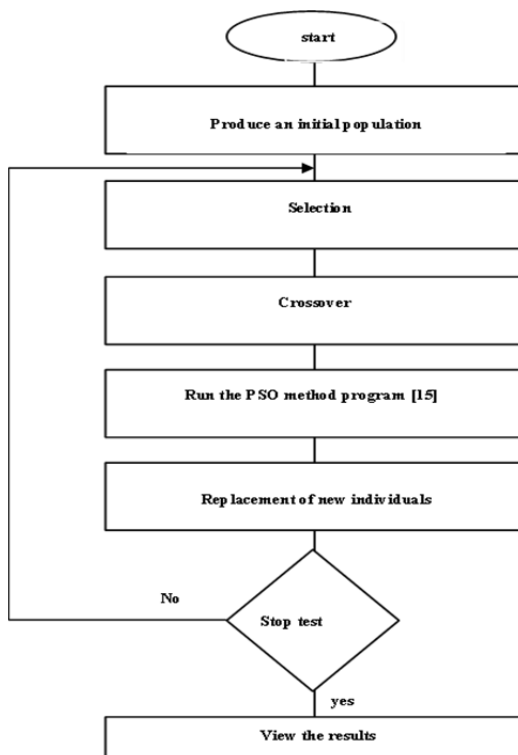 start
Produce an initial population
Selection
Crossover
Run the PSO method program [15]
Replacement of new individuals
No
Stop test
yes
View the results